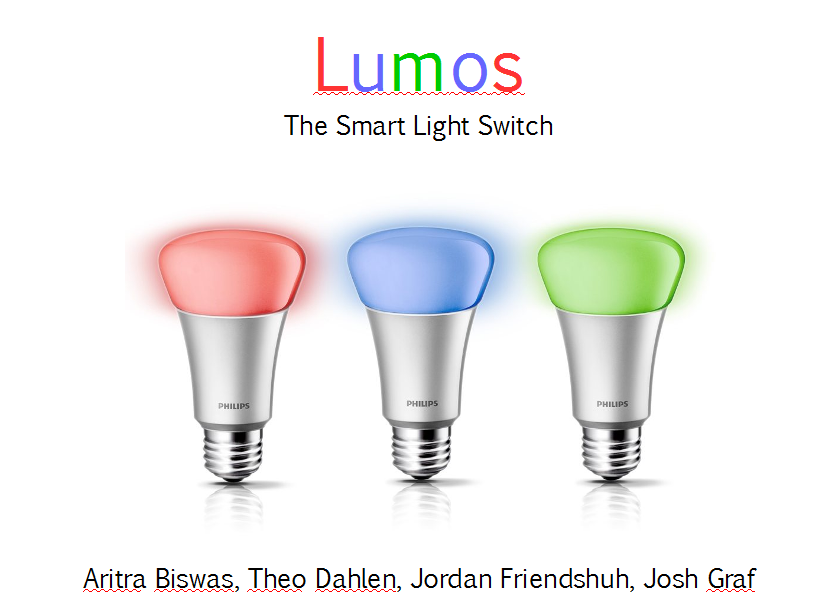 Lumos
The Smart Light Switch
PHILIPS PHILIPS PHILIPS
Aritra Biswas, Theo Dahlen, Jordan Friendshuh, Josh Graf